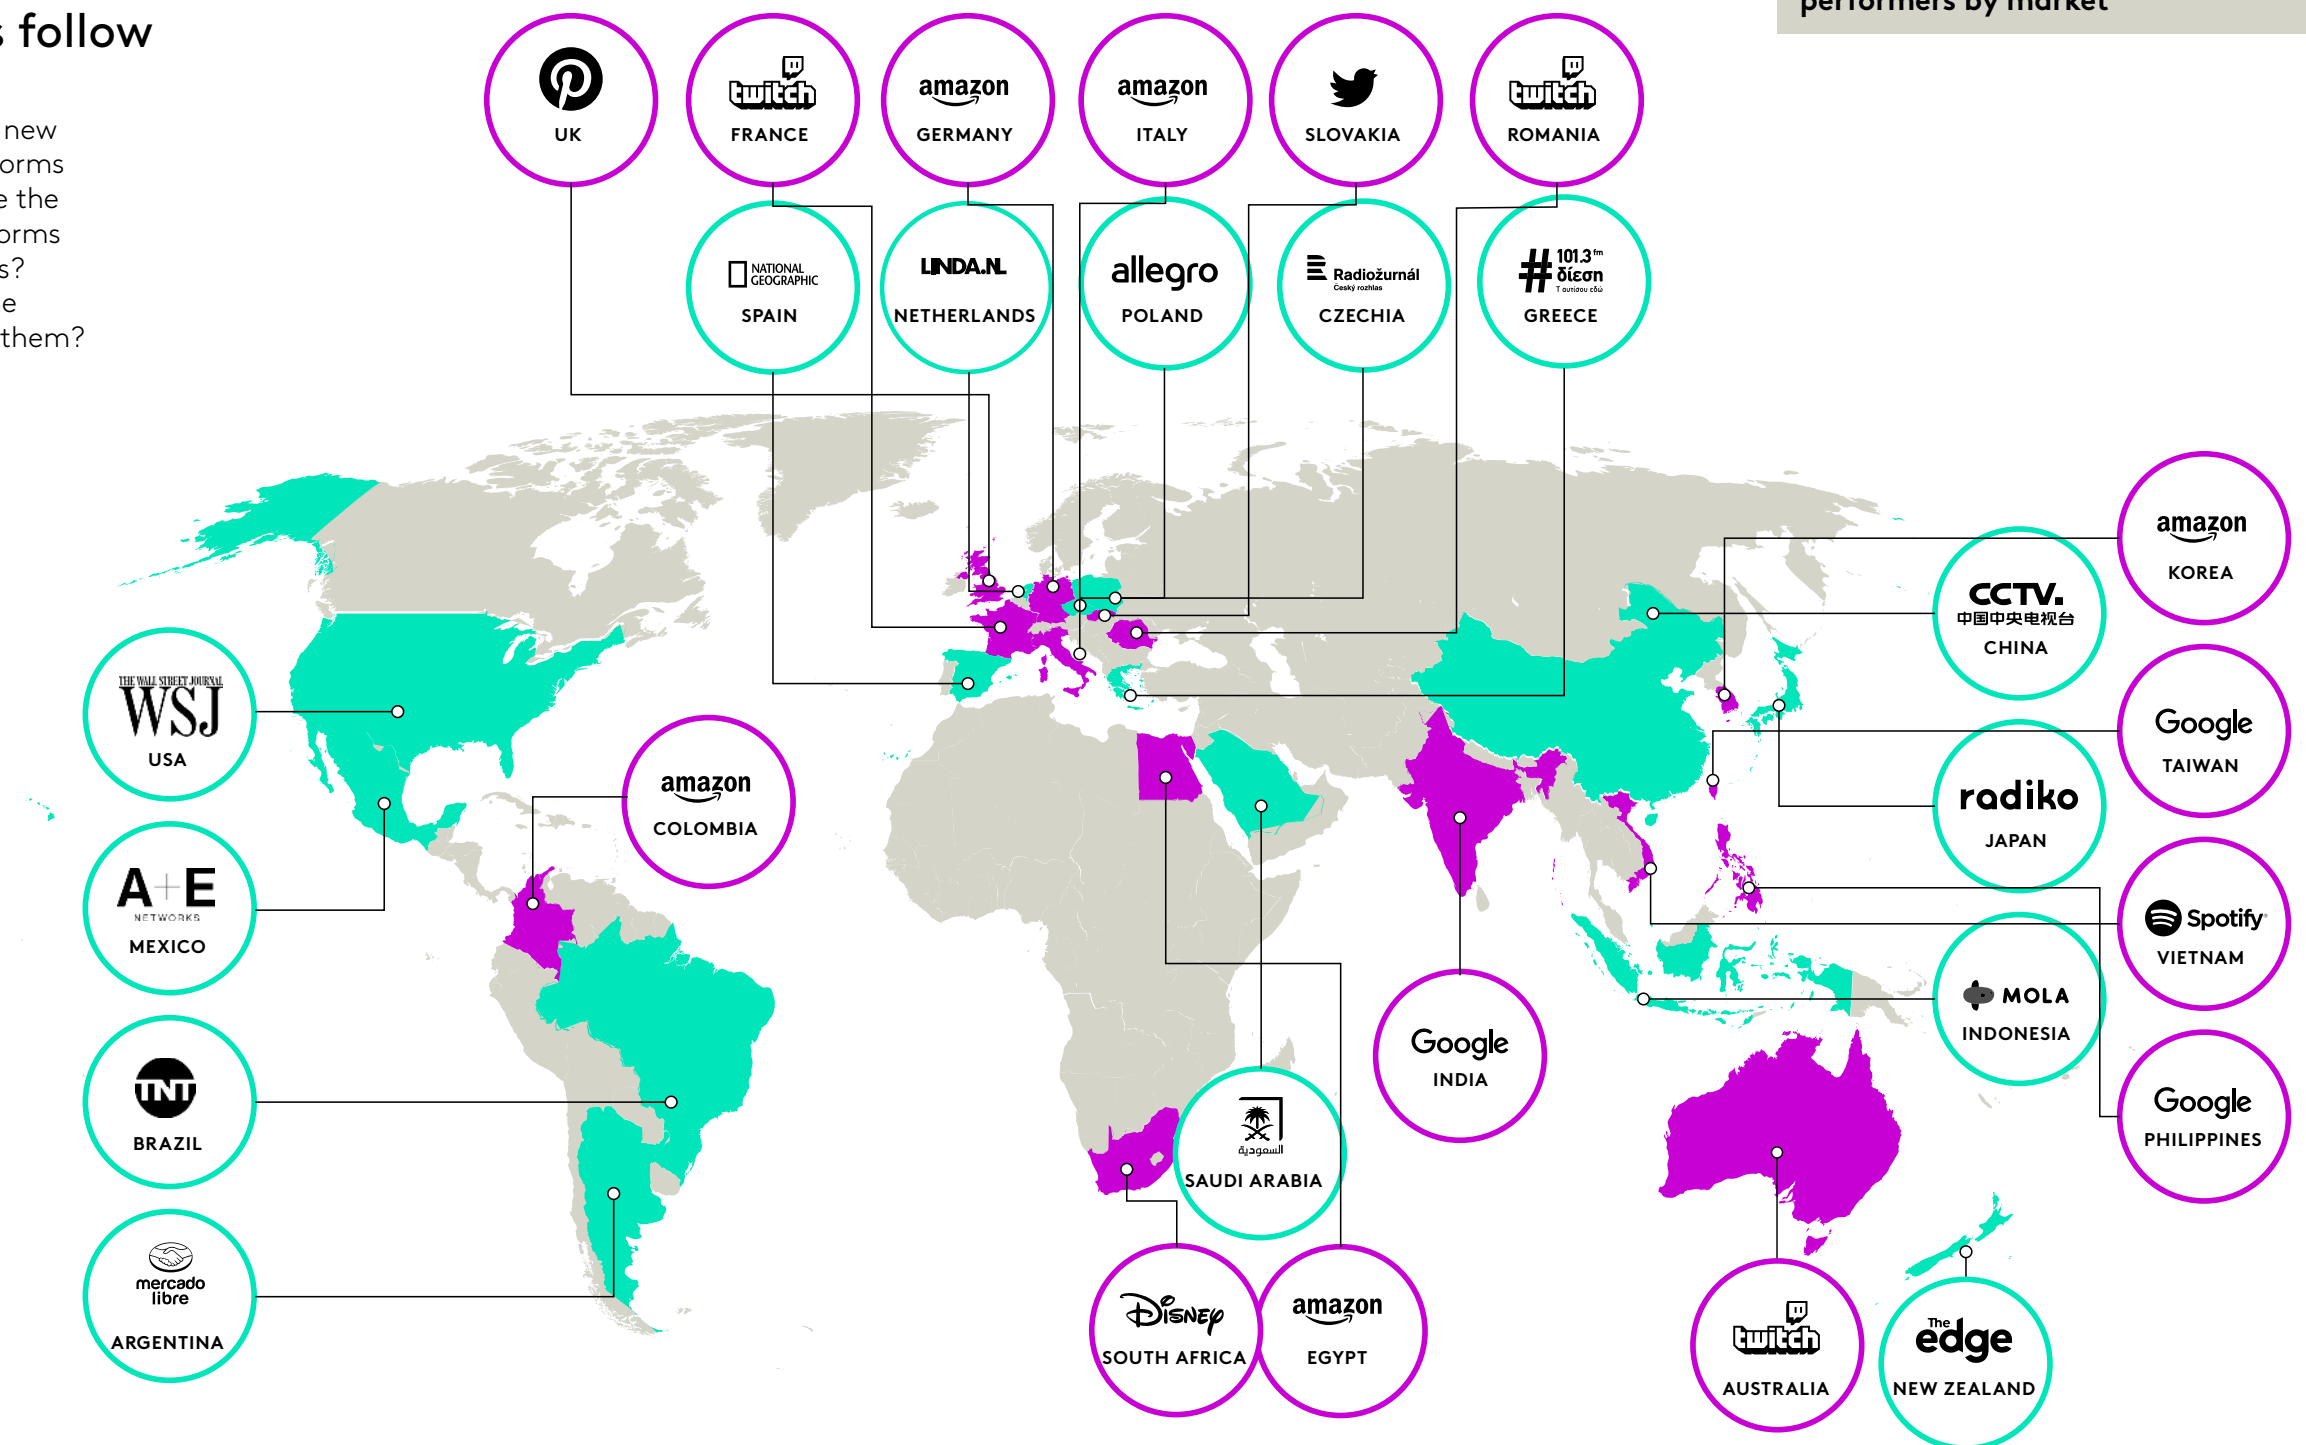 s follow
performers by market
new
orms
e the
orms
s?
e
them?
UK
twitch
FRANCE
amazon
GERMANY
amazon
ITALY
SLOVAKIA
twitch
ROMANIA
NATIONAL
GEOGRAPHIC
SPAIN
LINDA.NL
NETHERLANDS
allegro
POLAND
Radiožurnál
Český rozhlas
CZECHIA
101.3 fm
δίεση
Τ αυτίσου εδώ
GREECE
amazon
KOREA
CCTV.
中国中央电视台
CHINA
THE WALL STREET JOURNAL
WSJ
USA
Google
TAIWAN
amazon
COLOMBIA
radiko
JAPAN
A+E
NETWORKS
MEXICO
Spotify
VIETNAM
MOLA
INDONESIA
TNT
BRAZIL
Google
INDIA
Google
PHILIPPINES
السعودية
SAUDI ARABIA
mercado
libre
ARGENTINA
Disney
SOUTH AFRICA
amazon
EGYPT
twitch
AUSTRALIA
The
edge
NEW ZEALAND